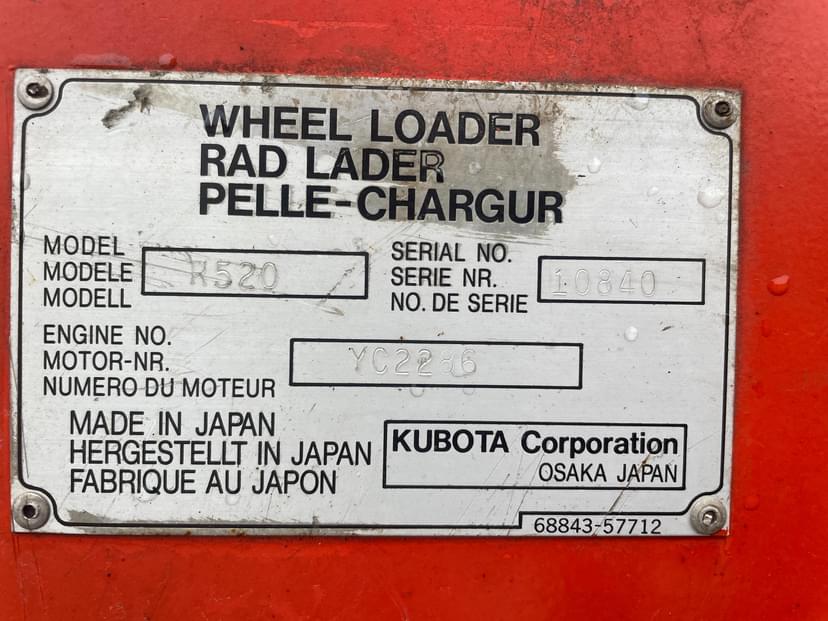 WHEEL LOADER
RAD LADER
PELLE-CHARGUR
MODEL
MODELE
MODELL
R520
SERIAL NO.
SERIE NR.
NO. DE SERIE
10840
ENGINE NO.
MOTOR-NR.
NUMERO DU MOTEUR
MADE IN JAPAN
HERGESTELLT IN JAPAN
FABRIQUE AU JAPON
KUBOTA Corporation
OSAKA JAPAN
68843-57712